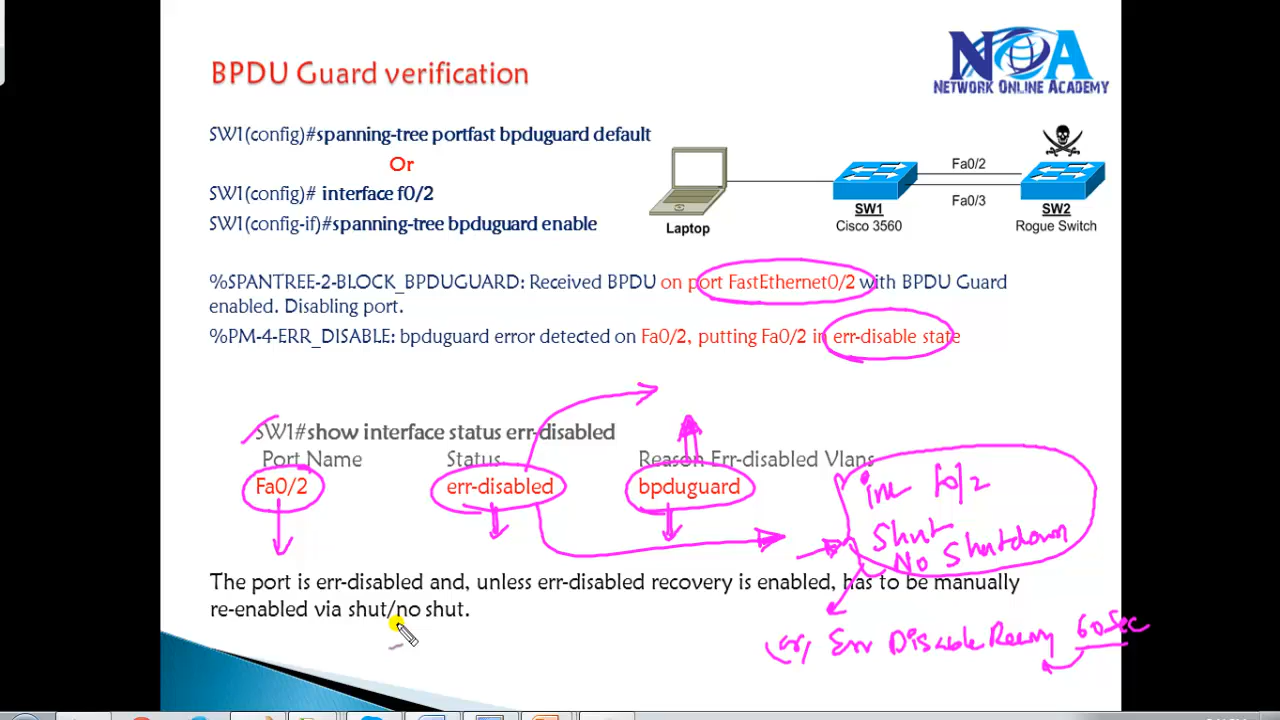 BPDU Guard verification
NOA
NETWORK ONLINE ACADEMY
SW1(config)#spanning-tree portfast bpduguard default
Or
SW1(config)# interface f0/2
SW1(config-if)#spanning-tree bpduguard enable
Fa0/2
Fa0/3
SW1
SW2
Laptop
Cisco 3560
Rogue Switch
%SPANTREE-2-BLOCK_BPDUGUARD: Received BPDU on port FastEthernet0/2 with BPDU Guard
enabled. Disabling port.
%PM-4-ERR_DISABLE: bpduguard error detected on Fa0/2, putting Fa0/2 in err-disable state
SW1#show interface status err-disabled
Port Name Status Reason Err-disabled Vlans
Fa0/2 err-disabled bpduguard
int f0/2
Shut
No Shutdown
The port is err-disabled and, unless err-disabled recovery is enabled, has to be manually
re-enabled via shut/no shut.
or, Err Disable Recovry 60 Sec